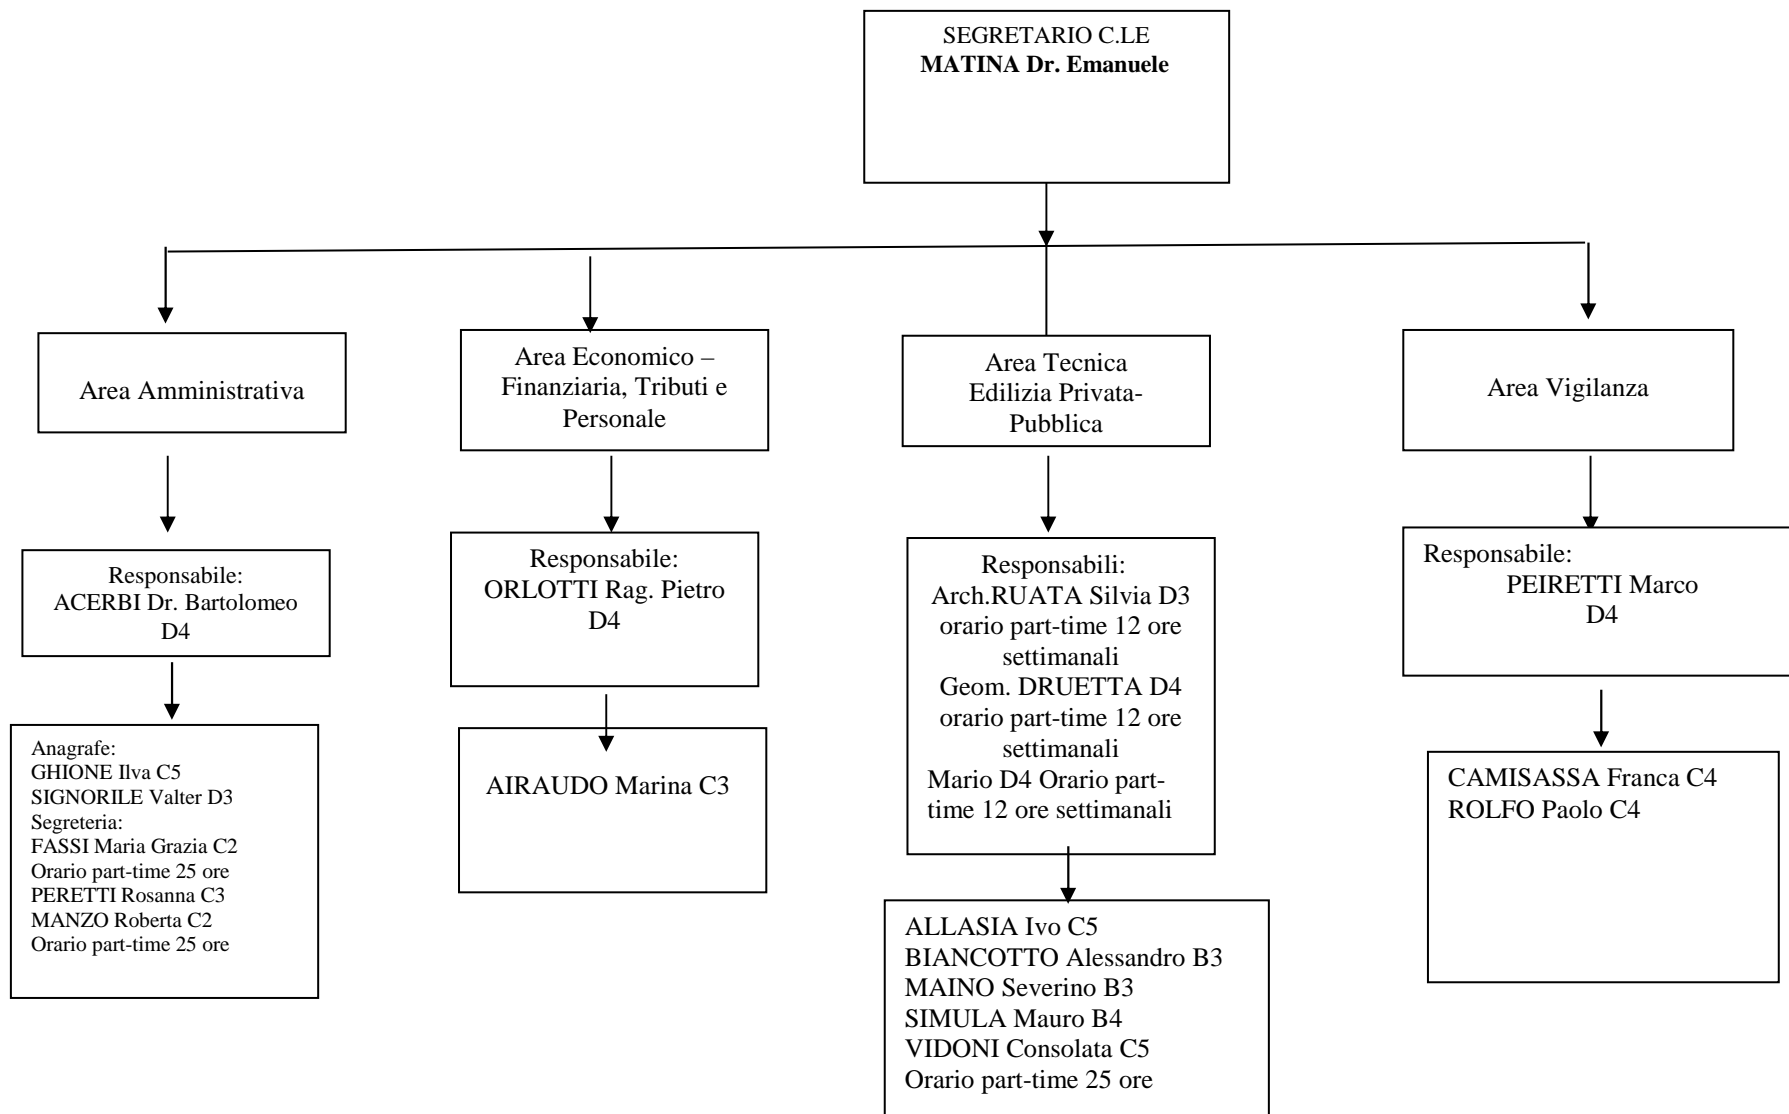 SEGRETARIO C.LE
MATINA Dr. Emanuele
Area Amministrativa
Area Economico –
Finanziaria, Tributi e
Personale
Area Tecnica
Edilizia Privata-
Pubblica
Area Vigilanza
Responsabile:
ACERBI Dr. Bartolomeo
D4
Responsabile:
ORLOTTI Rag. Pietro
D4
Responsabili:
Arch.RUATA Silvia D3
orario part-time 12 ore
settimanali
Geom. DRUETTA D4
orario part-time 12 ore
settimanali
Mario D4 Orario part-
time 12 ore settimanali
Responsabile:
PEIRETTI Marco
D4
Anagrafe:
GHIONE Ilva C5
SIGNORILE Valter D3
Segreteria:
FASSI Maria Grazia C2
Orario part-time 25 ore
PERETTI Rosanna C3
MANZO Roberta C2
Orario part-time 25 ore
AIRAUDO Marina C3
ALLASIA Ivo C5
BIANCOTTO Alessandro B3
MAINO Severino B3
SIMULA Mauro B4
VIDONI Consolata C5
Orario part-time 25 ore
CAMISASSA Franca C4
ROLFO Paolo C4